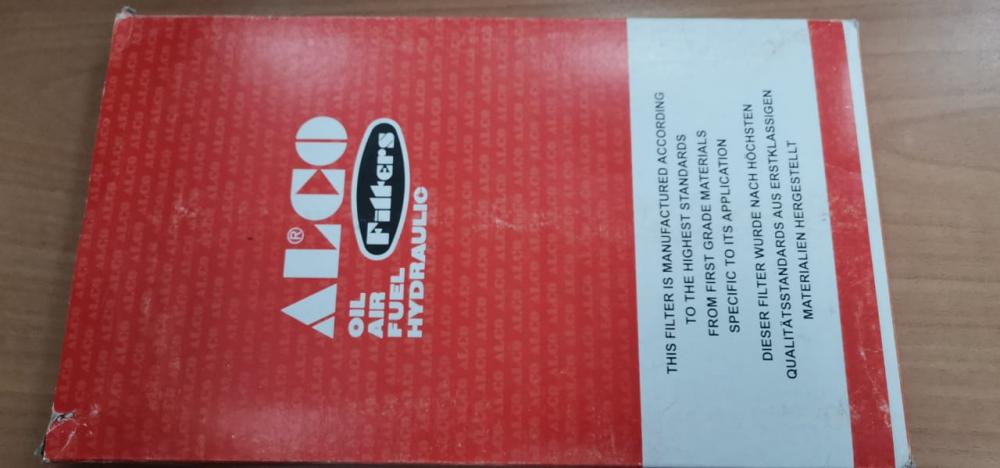 ALCO®
Filters
OIL
AIR
FUEL
HYDRAULIC
THIS FILTER IS MANUFACTURED ACCORDING
TO THE HIGHEST STANDARDS
FROM FIRST GRADE MATERIALS
SPECIFIC TO ITS APPLICATION
DIESER FILTER WURDE NACH HÖCHSTEN
QUALITÄTSSTANDARDS AUS ERSTKLASSIGEN
MATERIALIEN HERGESTELLT